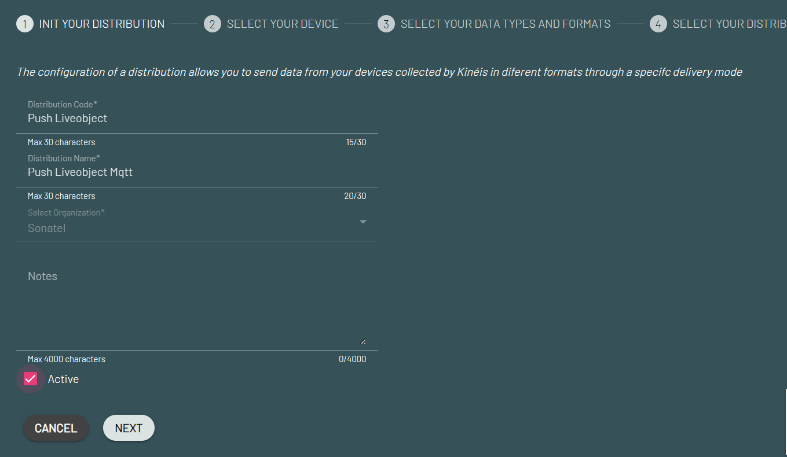 1 INIT YOUR DISTRIBUTION 2 SELECT YOUR DEVICE 3 SELECT YOUR DATA TYPES AND FORMATS 4 SELECT YOUR DISTRIB
The configuration of a distribution allows you to send data from your devices collected by Kinéis in diferent formats through a specifc delivery mode
Distribution Code*
Push Liveobject
Max 30 characters 15/30
Distribution Name*
Push Liveobject Mqtt
Max 30 characters 20/30
Select Organization*
Sonatel
Notes
Max 4000 characters 0/4000
Active
CANCEL NEXT